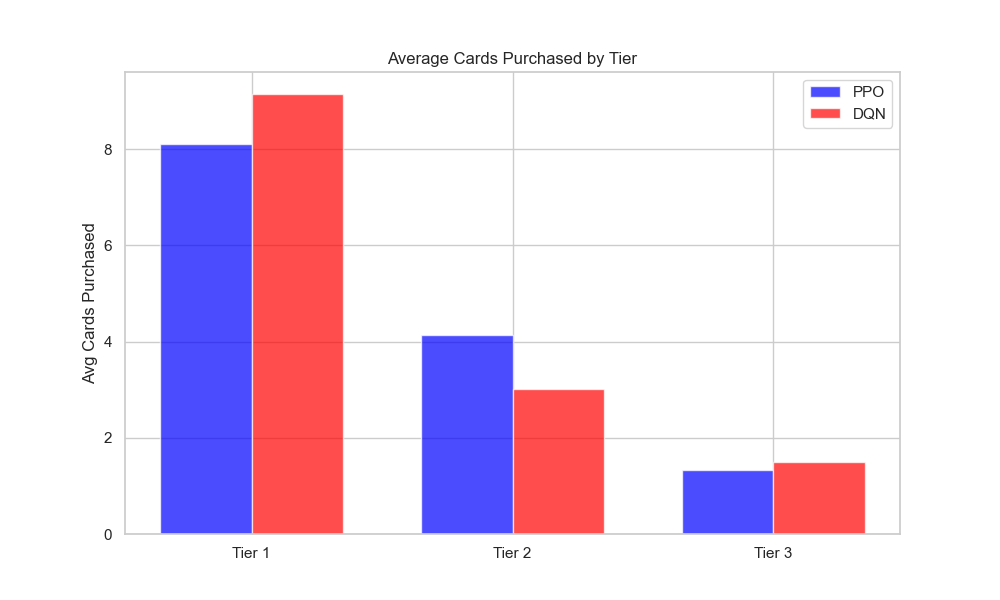 Average Cards Purchased by Tier
PPO
DQN
Avg Cards Purchased
8
6
4
2
0
Tier 1
Tier 2
Tier 3